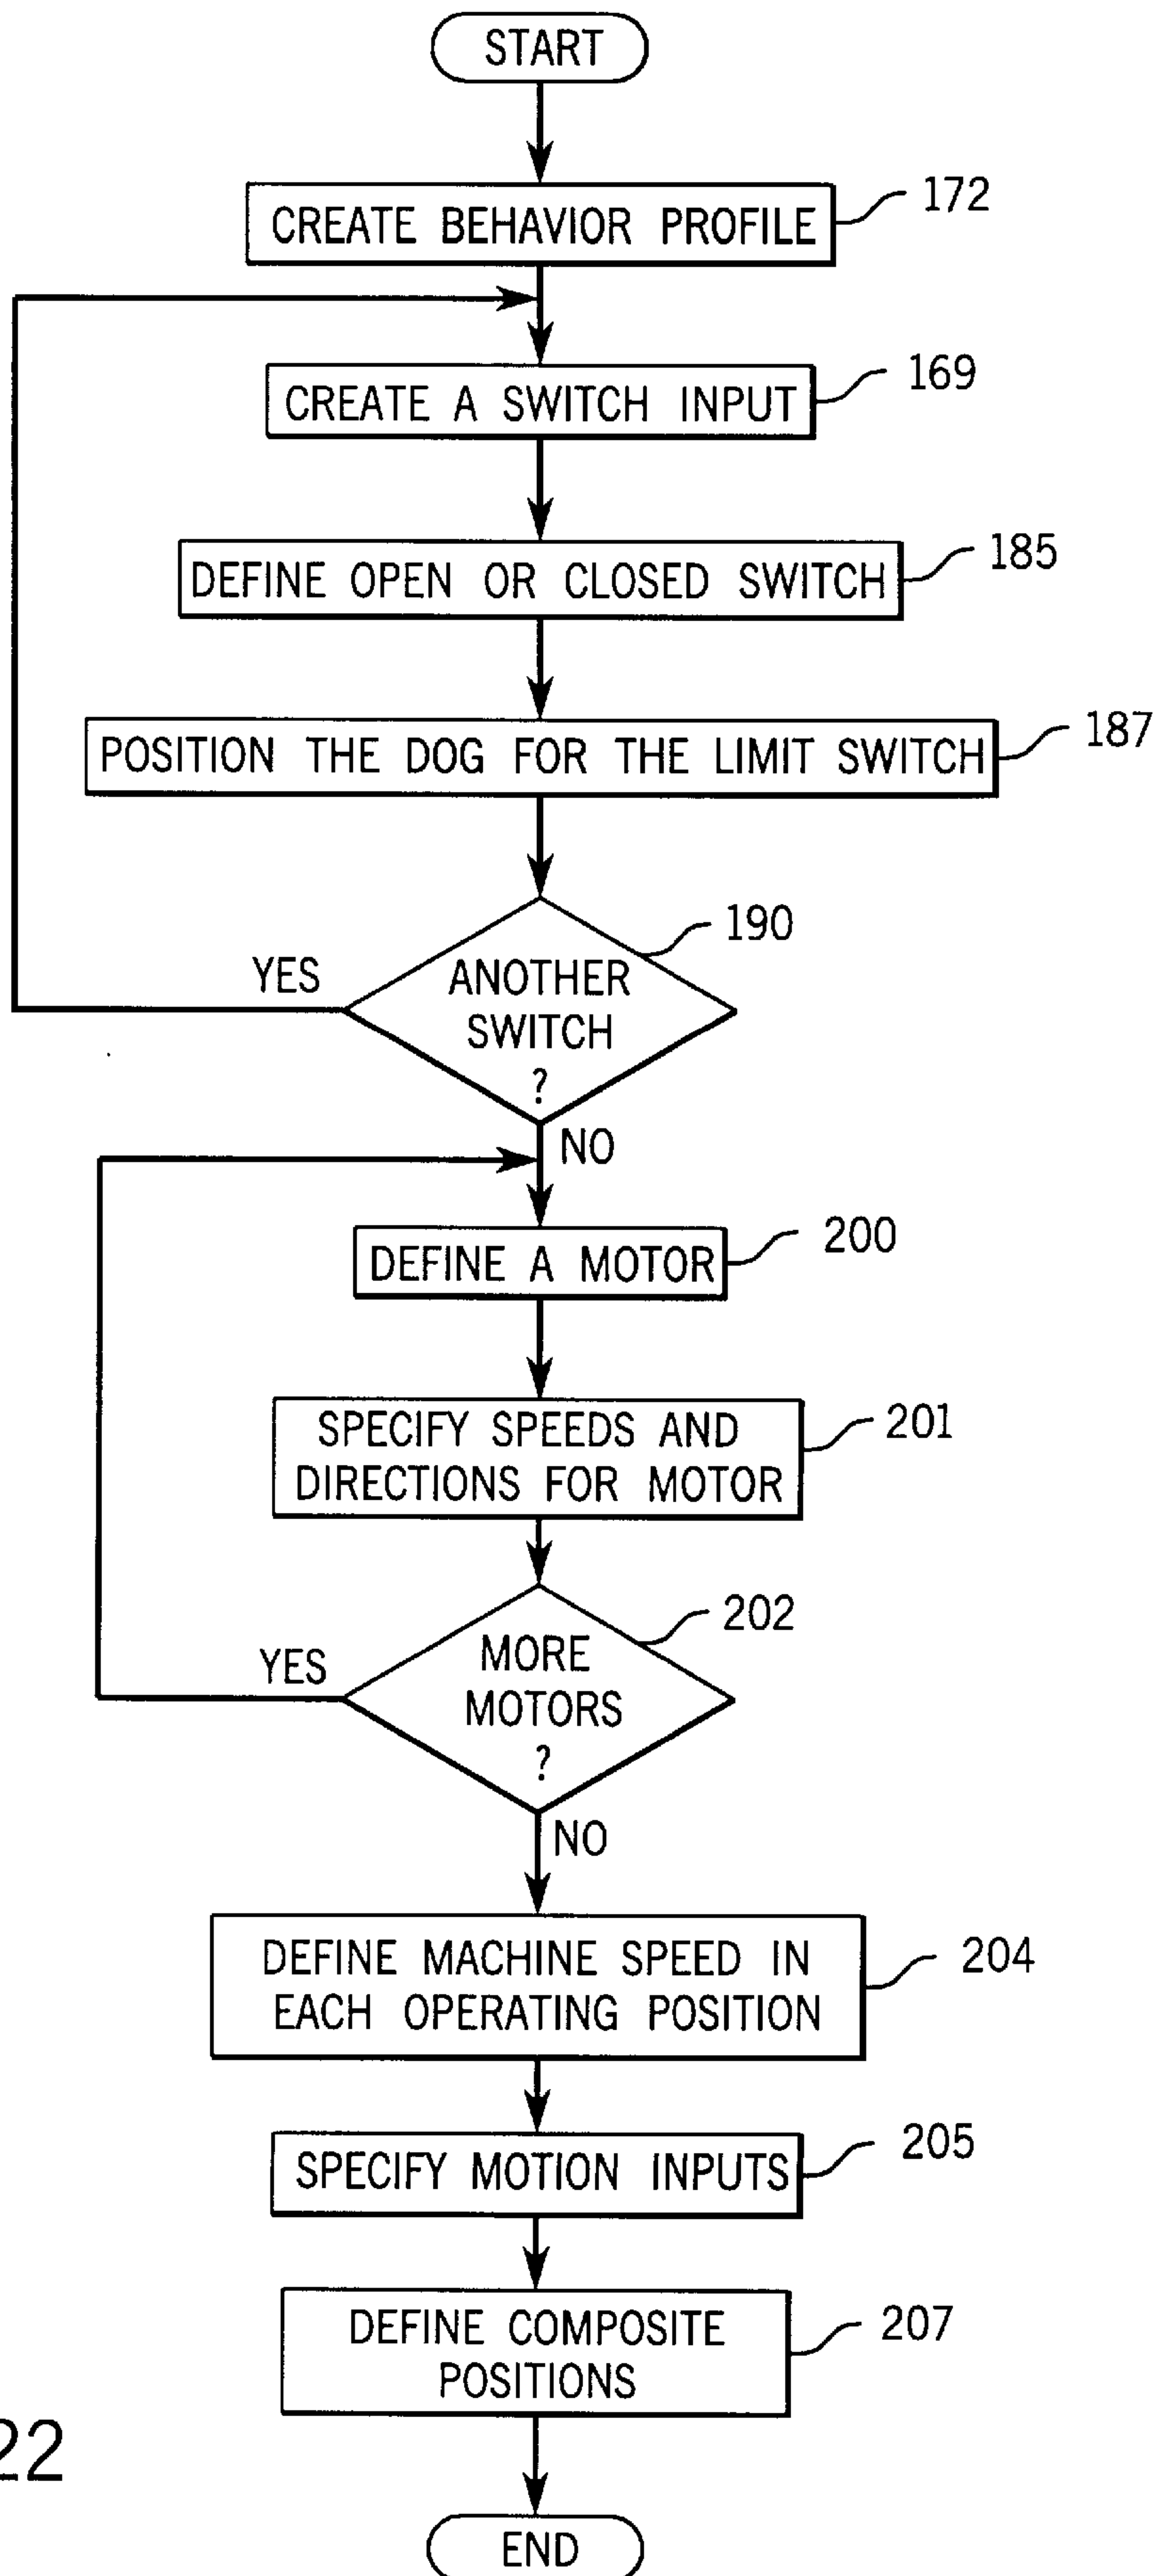 START
CREATE BEHAVIOR PROFILE
172
CREATE A SWITCH INPUT
169
DEFINE OPEN OR CLOSED SWITCH
185
POSITION THE DOG FOR THE LIMIT SWITCH
187
190
YES
ANOTHER
SWITCH
?
NO
DEFINE A MOTOR
200
SPECIFY SPEEDS AND
DIRECTIONS FOR MOTOR
201
202
YES
MORE
MOTORS
?
NO
DEFINE MACHINE SPEED IN
EACH OPERATING POSITION
204
SPECIFY MOTION INPUTS
205
DEFINE COMPOSITE
POSITIONS
207
22
END